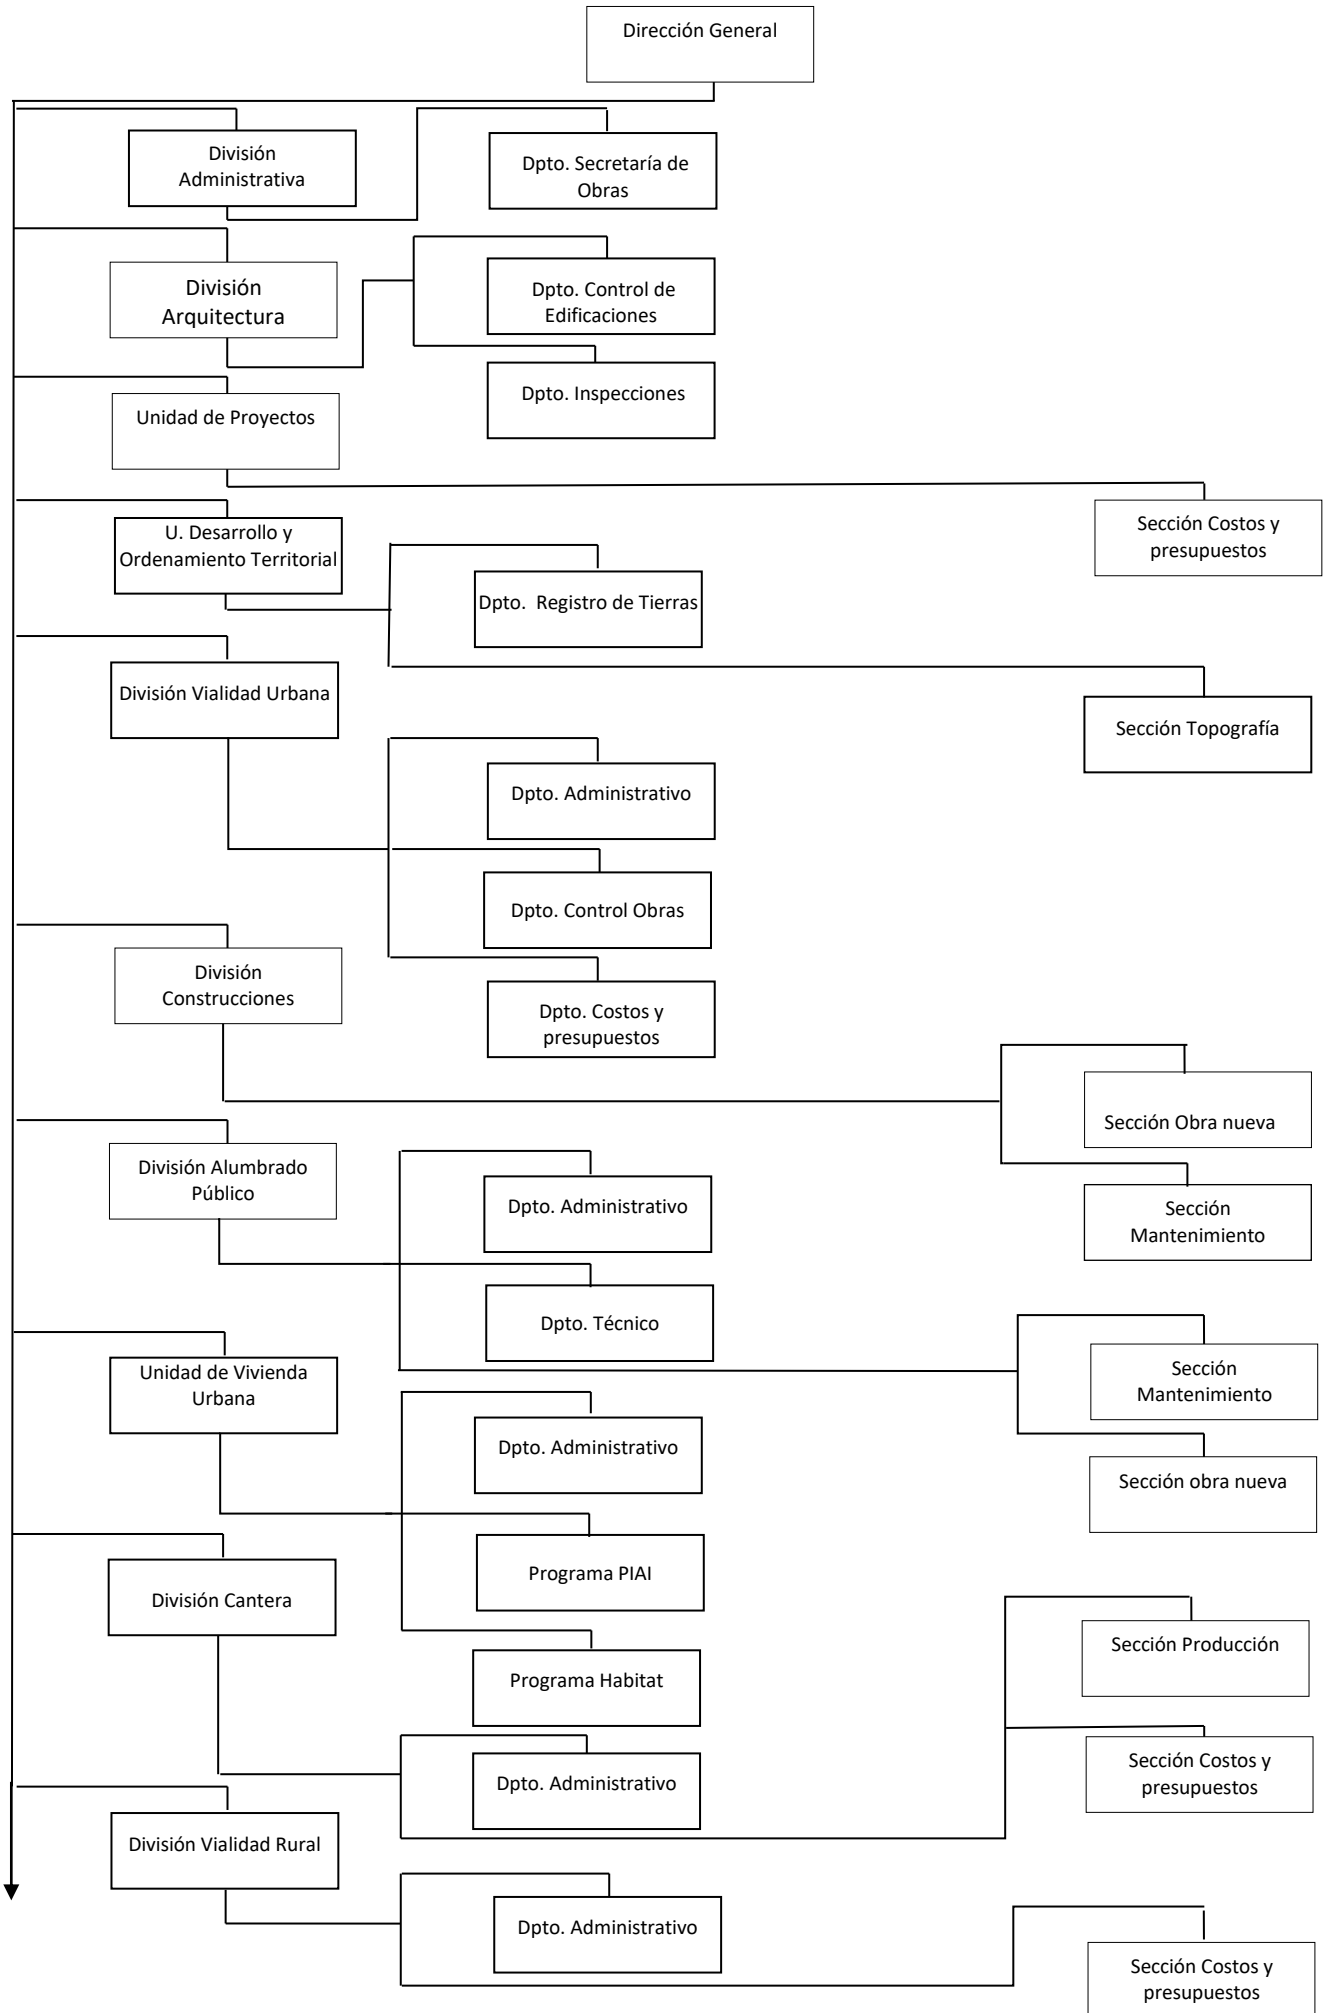 Dirección General
División
Administrativa
Dpto. Secretaría de
Obras
División
Arquitectura
Dpto. Control de
Edificaciones
Dpto. Inspecciones
Unidad de Proyectos
Sección Costos y
presupuestos
U. Desarrollo y
Ordenamiento Territorial
Dpto.  Registro de Tierras
Sección Topografía
División Vialidad Urbana
Dpto. Administrativo
Dpto. Control Obras
Dpto. Costos y
presupuestos
División
Construcciones
Sección Obra nueva
Sección
Mantenimiento
División Alumbrado
Público
Dpto. Administrativo
Dpto. Técnico
Sección
Mantenimiento
Sección obra nueva
Unidad de Vivienda
Urbana
Dpto. Administrativo
Programa PIAI
Programa Habitat
División Cantera
Dpto. Administrativo
Sección Producción
Sección Costos y
presupuestos
División Vialidad Rural
Dpto. Administrativo
Sección Costos y
presupuestos